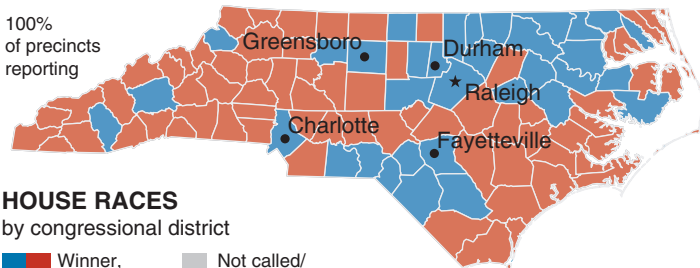 100%
of precincts
reporting
Greensboro
Durham
Raleigh
Charlotte
Fayetteville
HOUSE RACES
by congressional district
Winner,
Not called/